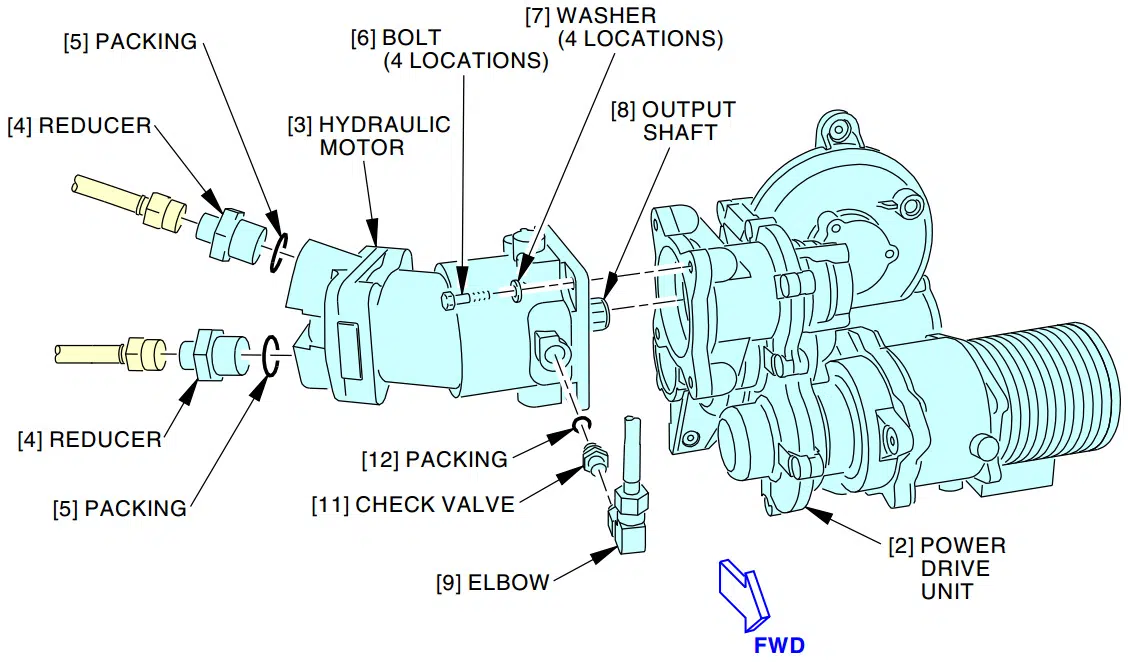 [7] WASHER
(4 LOCATIONS)
[6] BOLT
(4 LOCATIONS)
[5] PACKING
[8] OUTPUT
SHAFT
[4] REDUCER
[3] HYDRAULIC
MOTOR
[4] REDUCER
[12] PACKING
[5] PACKING
[11] CHECK VALVE
[2] POWER
DRIVE
UNIT
[9] ELBOW
FWD